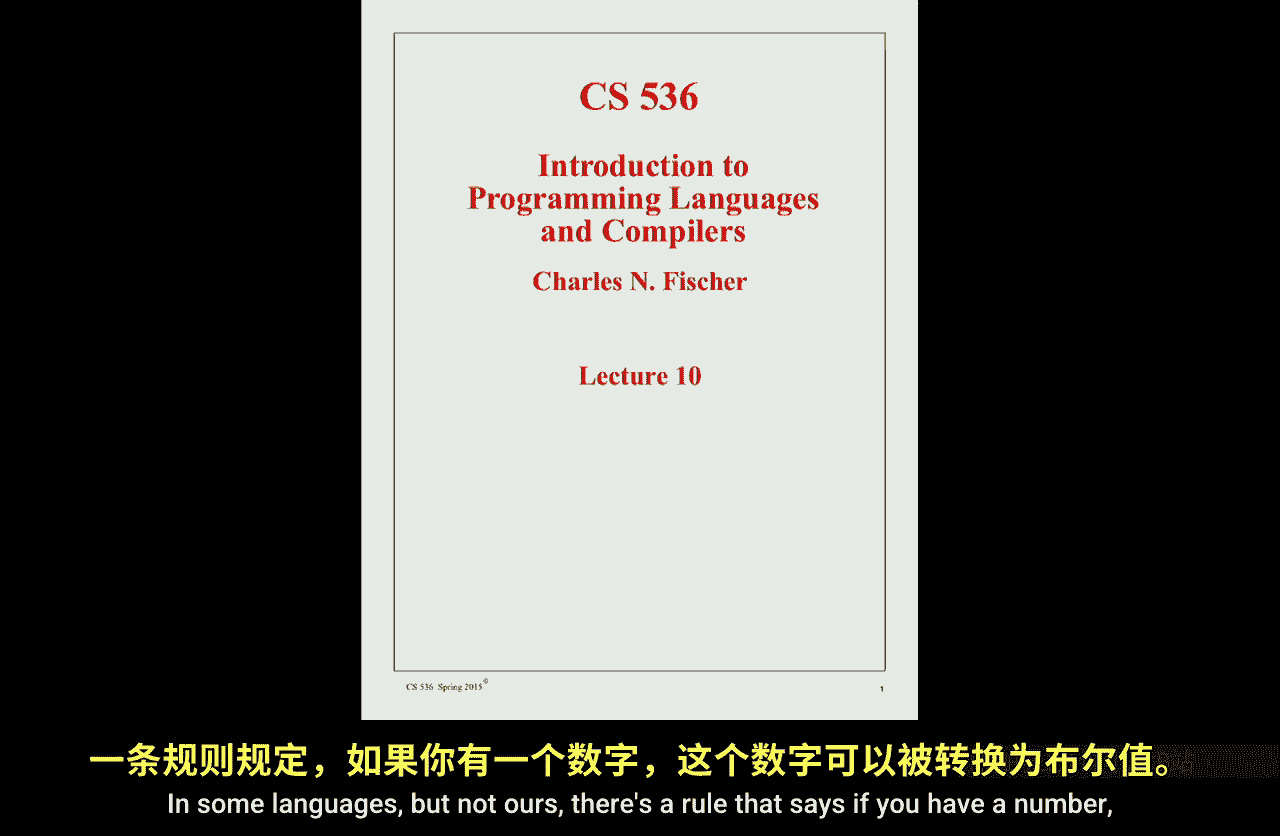 CS 536
Introduction to
Programming Languages
and Compilers
Charles N. Fischer
Lecture 10
CS 536 Spring 2015©
1
一条规则规定，如果你有一个数字，这个数字可以被转换为布尔值。
In some languages, but not ours, there's a rule that says if you have a number,